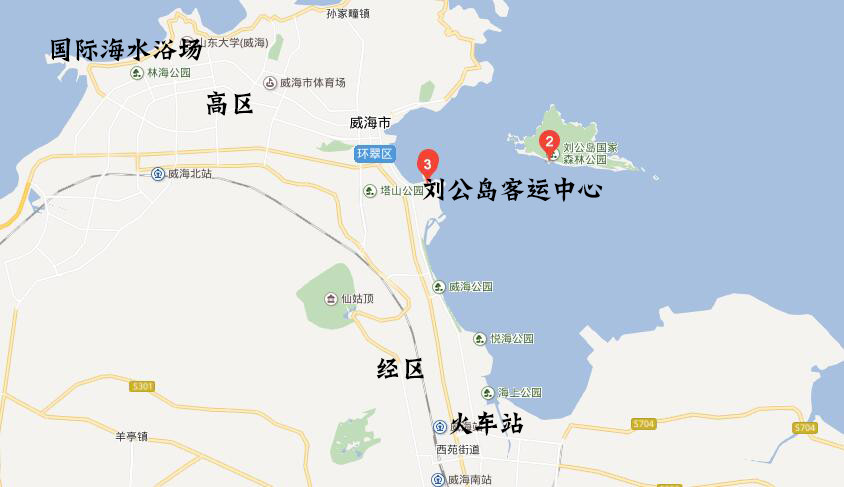 孙家疃镇
国际海水浴场
山东大学(威海)
林海公园
威海市体育场
高区
威海市
2
刘公岛国家
森林公园
环翠区
3
威海北站
塔山公园
刘公岛客运中心
威海公园
仙姑顶
悦海公园
经区
S301
海上公园
火车站
S704
S704
羊亭镇
西苑街道
威海南站